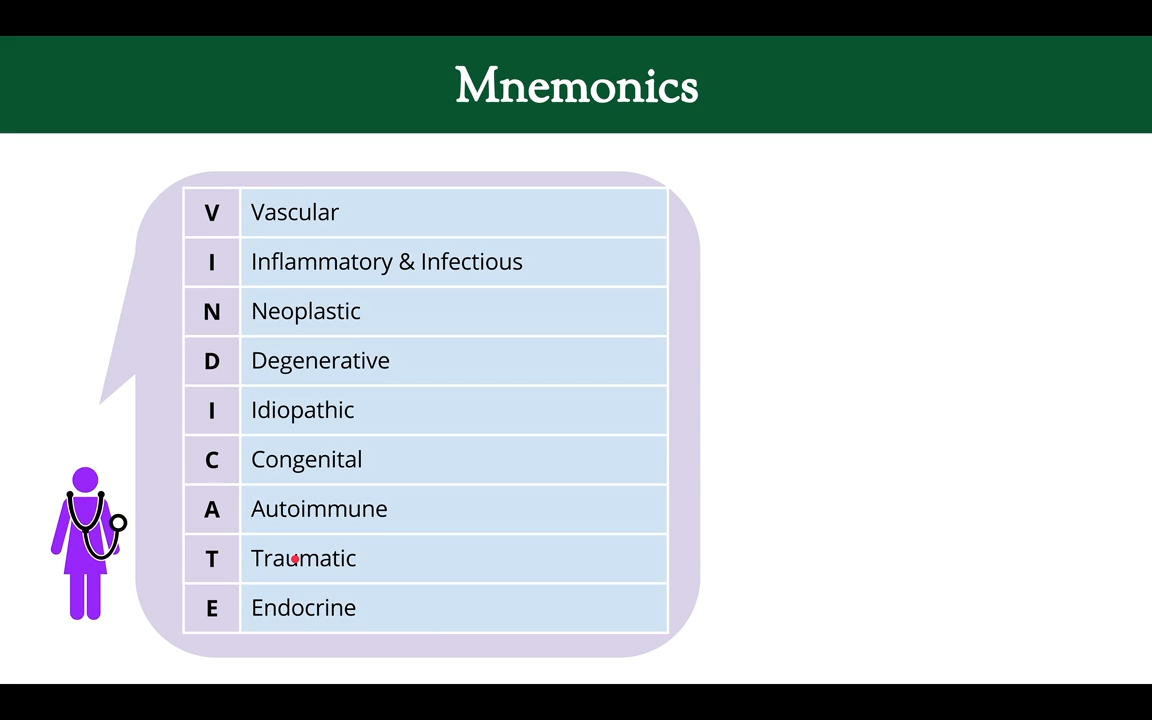 Mnemonics
V Vascular
I Inflammatory & Infectious
N Neoplastic
D Degenerative
I Idiopathic
C Congenital
A Autoimmune
T Traumatic
E Endocrine